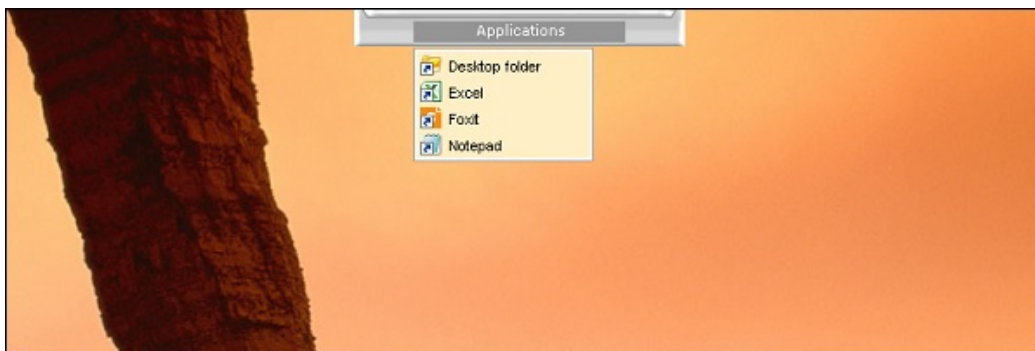 Applications
Desktop folder
Excel
Foxit
Notepad